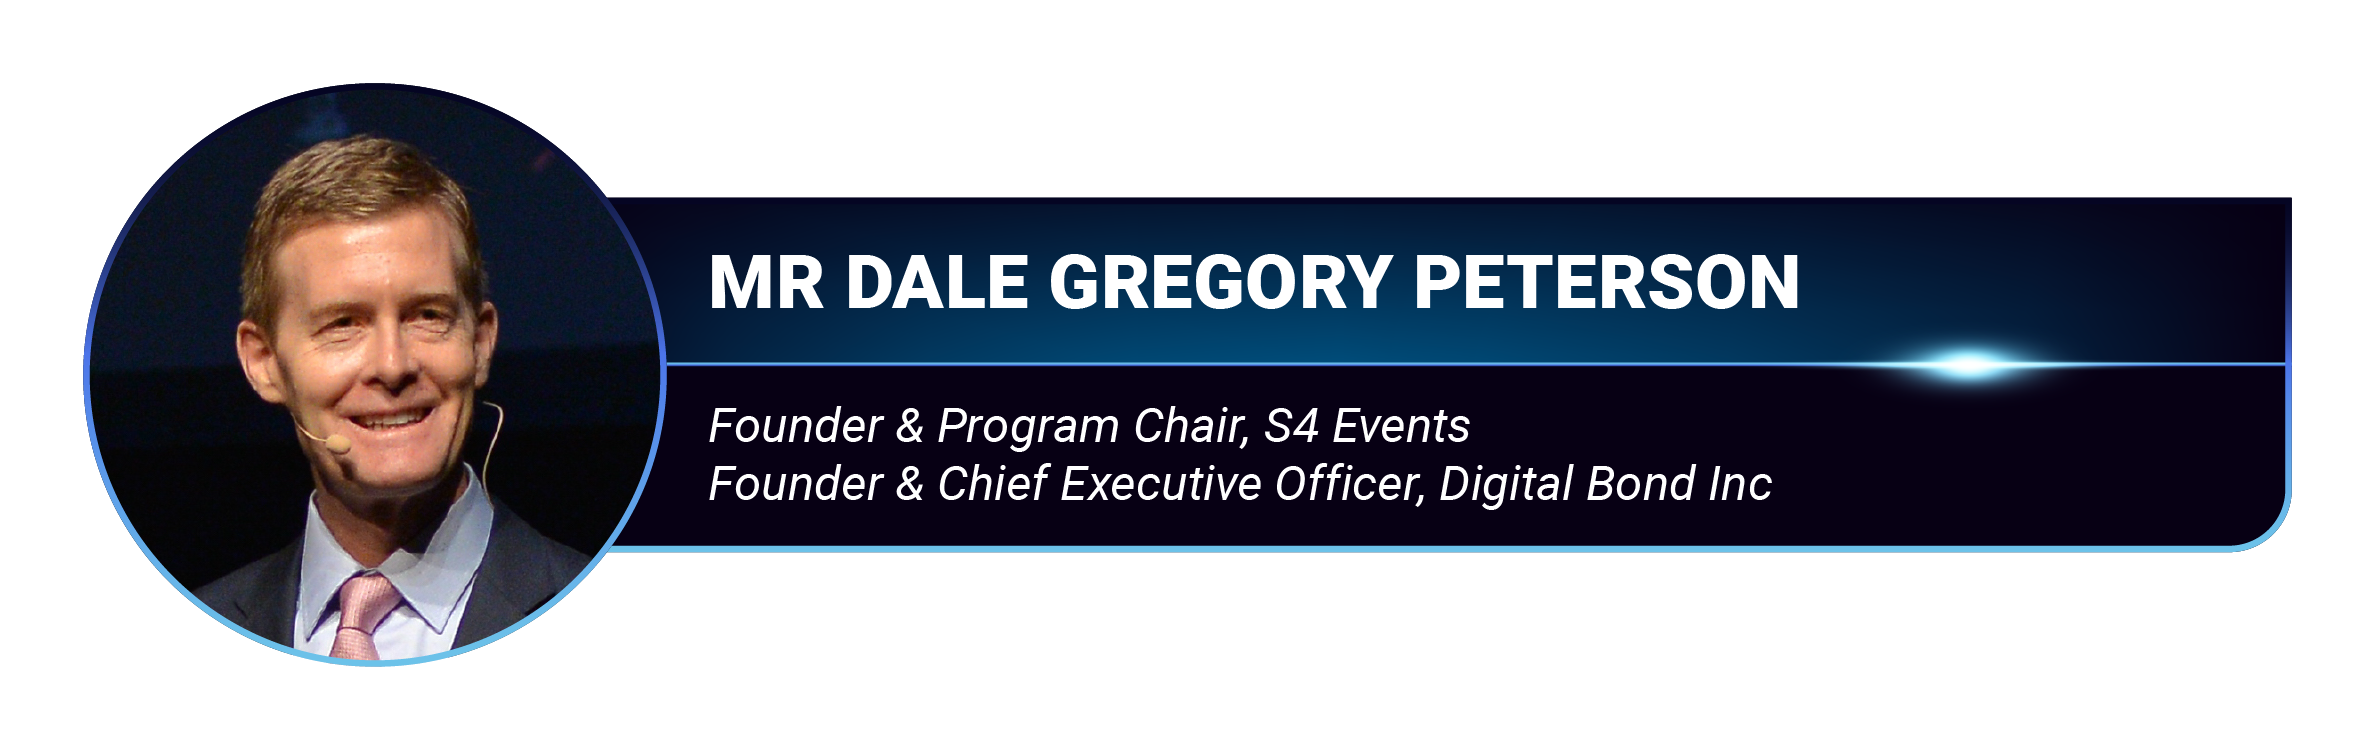 MR DALE GREGORY PETERSON
Founder & Program Chair, S4 Events
Founder & Chief Executive Officer, Digital Bond Inc